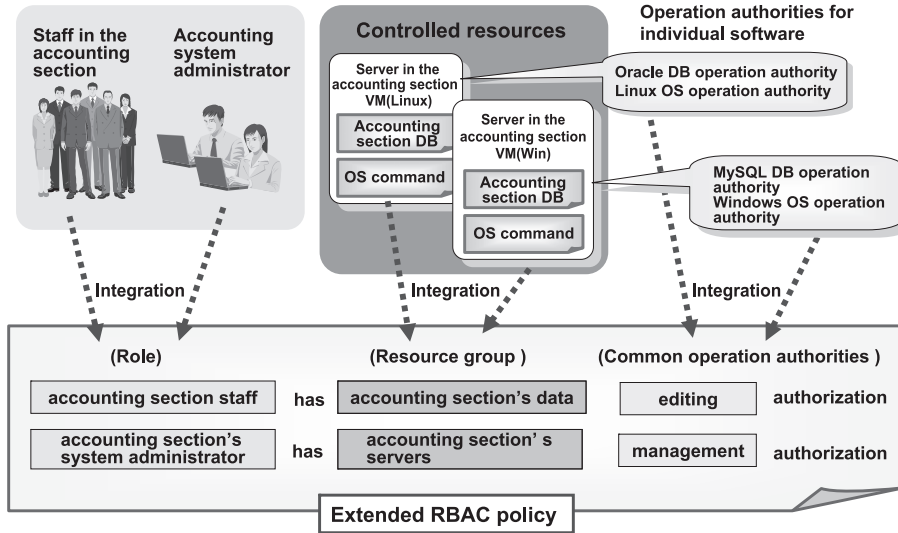 Staff in the
accounting
section
Accounting
system
administrator
Controlled resources
Server in the
accounting section
VM(Linux)
Accounting
section DB
OS command
Server in the
accounting section
VM(Win)
Accounting
section DB
OS command
Operation authorities for
individual software
Oracle DB operation authority
Linux OS operation authority
MySQL DB operation
authority
Windows OS operation
authority
Integration
Integration
Integration
(Role)
(Resource group )
(Common operation authorities )
accounting section staff
has
accounting section's data
editing
authorization
accounting section's
system administrator
has
accounting section' s
servers
management
authorization
Extended RBAC policy